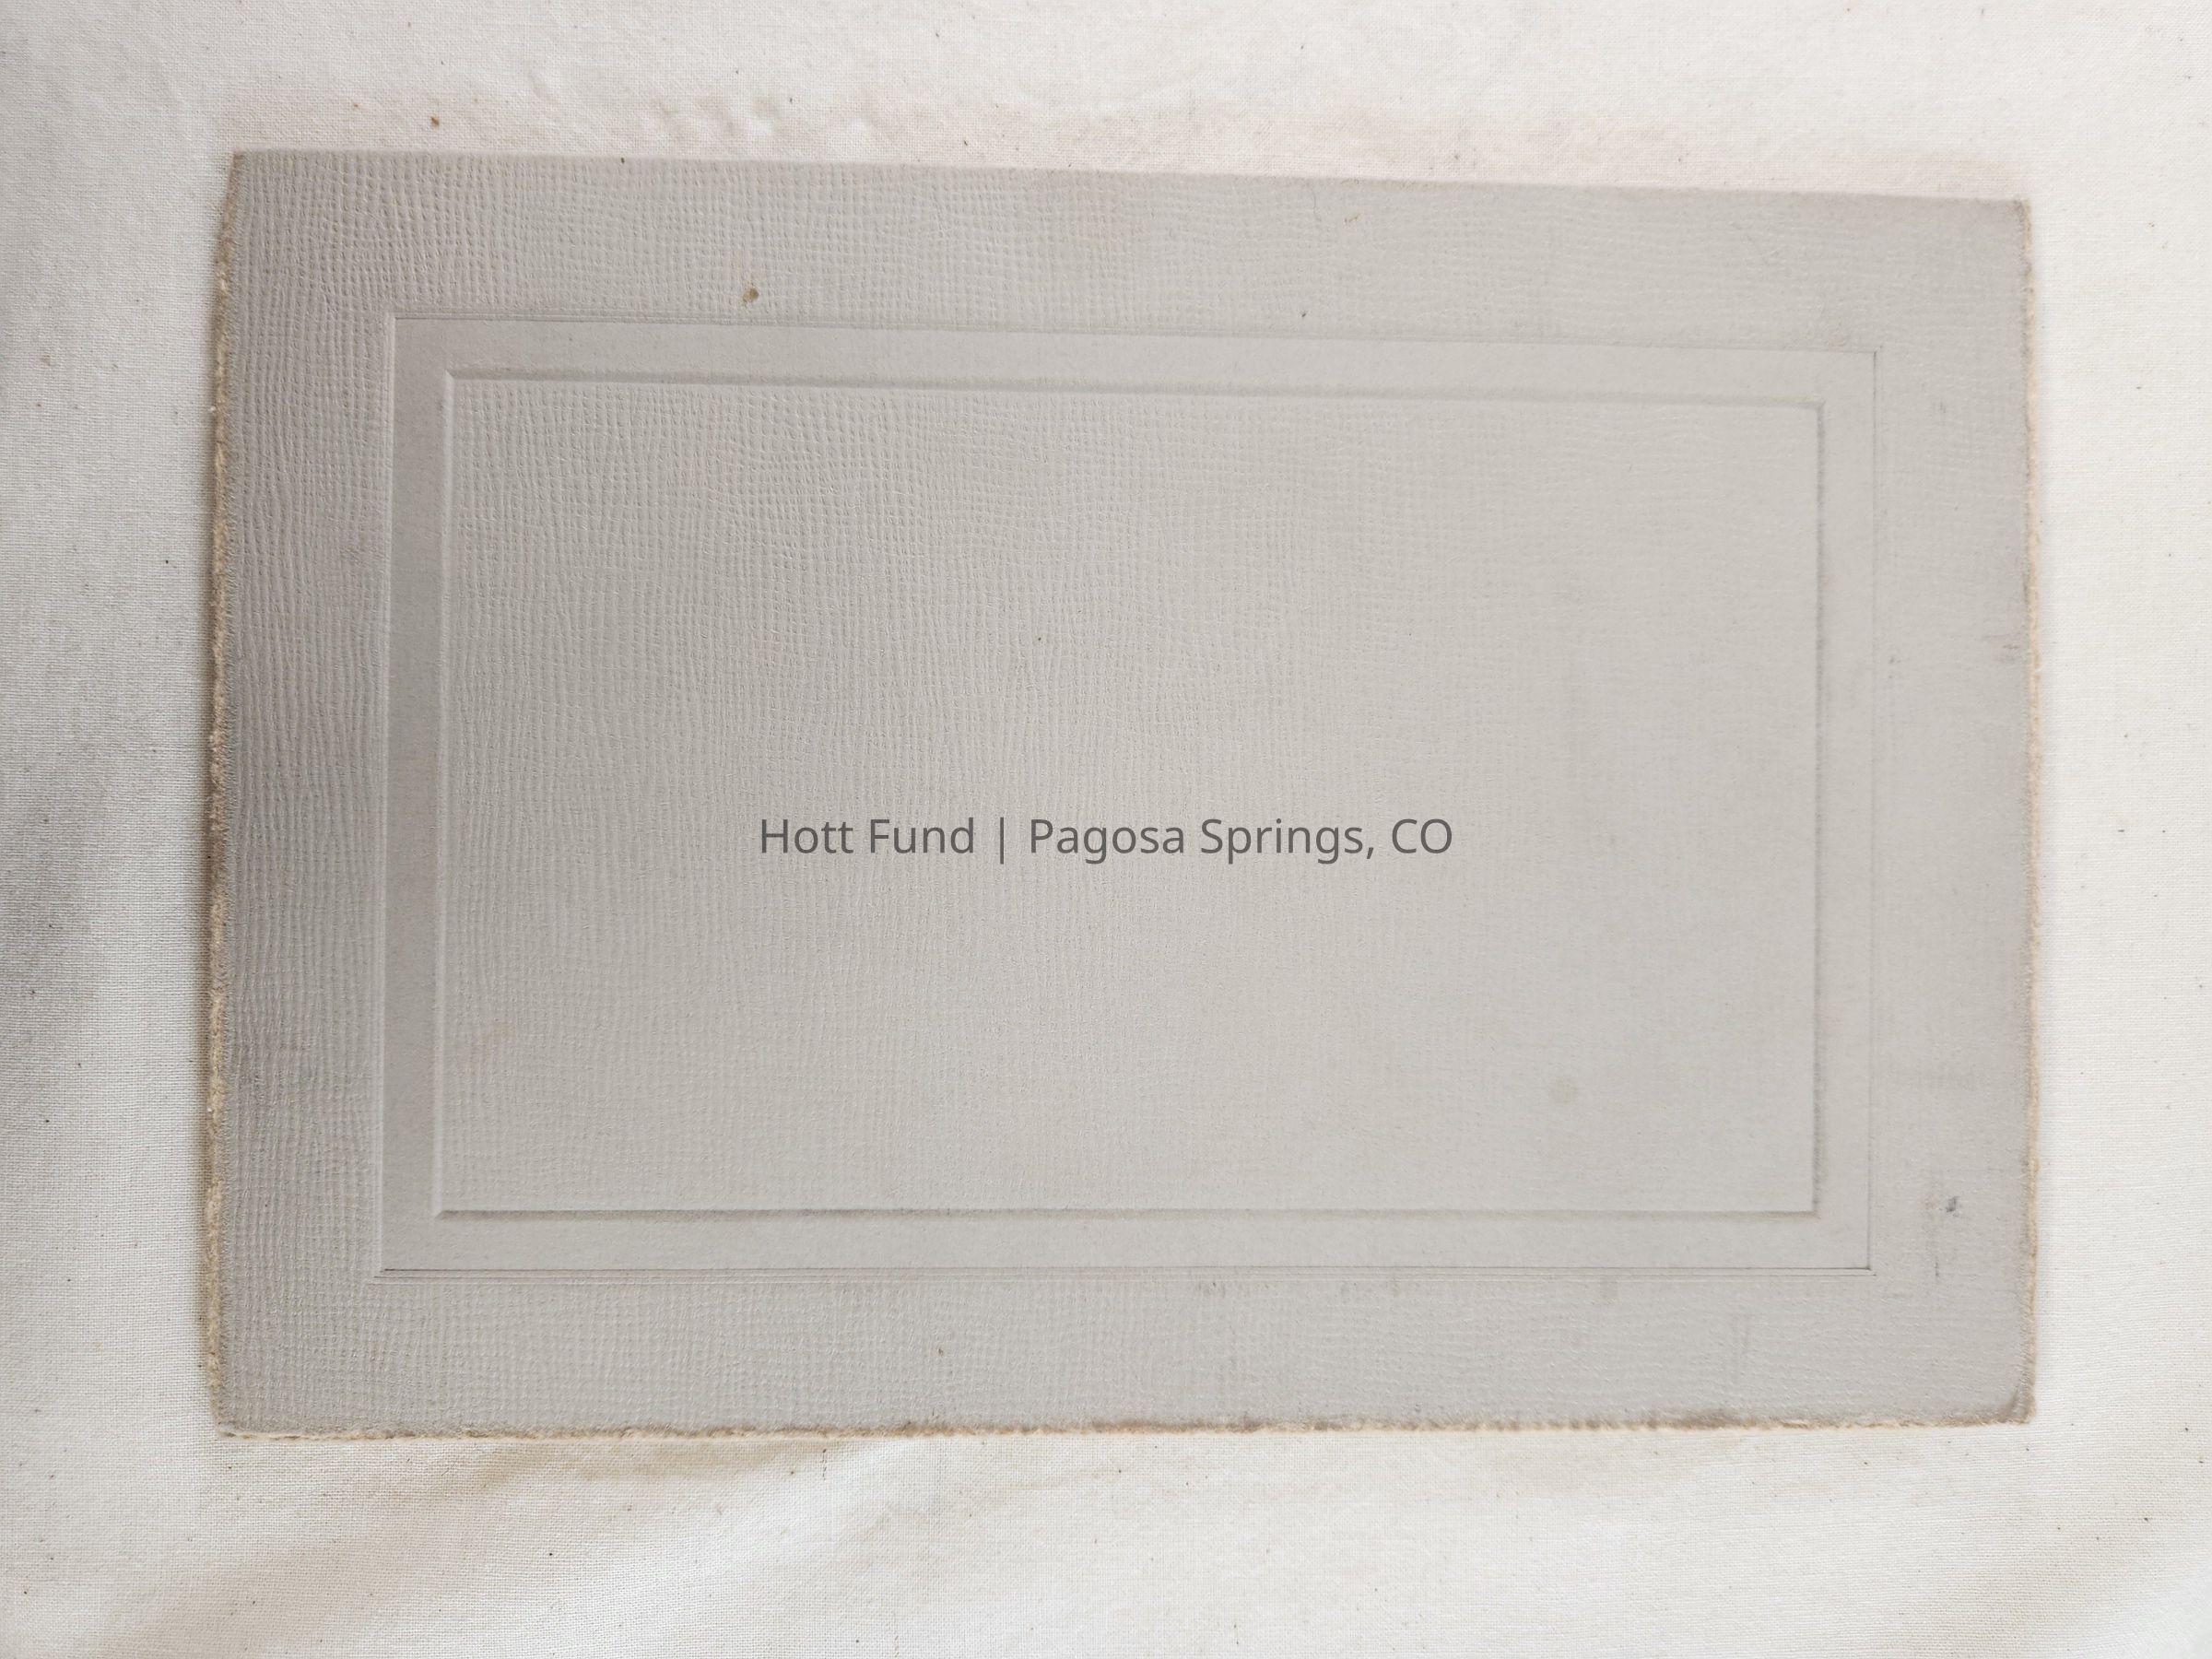 Hott Fund | Pagosa Springs, CO